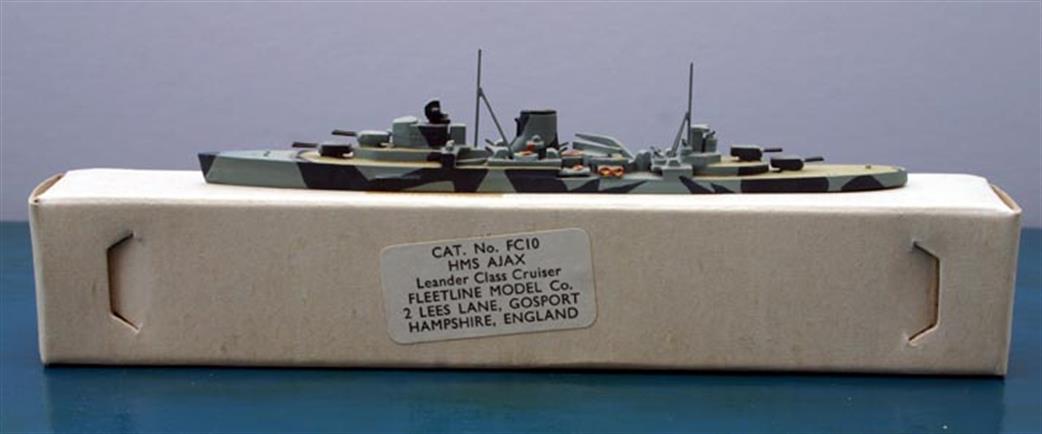 CAT. No. FC10
HMS AJAX
Leander Class Cruiser
FLEETLINE MODEL Co.
2 LEES LANE, GOSPORT
HAMPSHIRE, ENGLAND